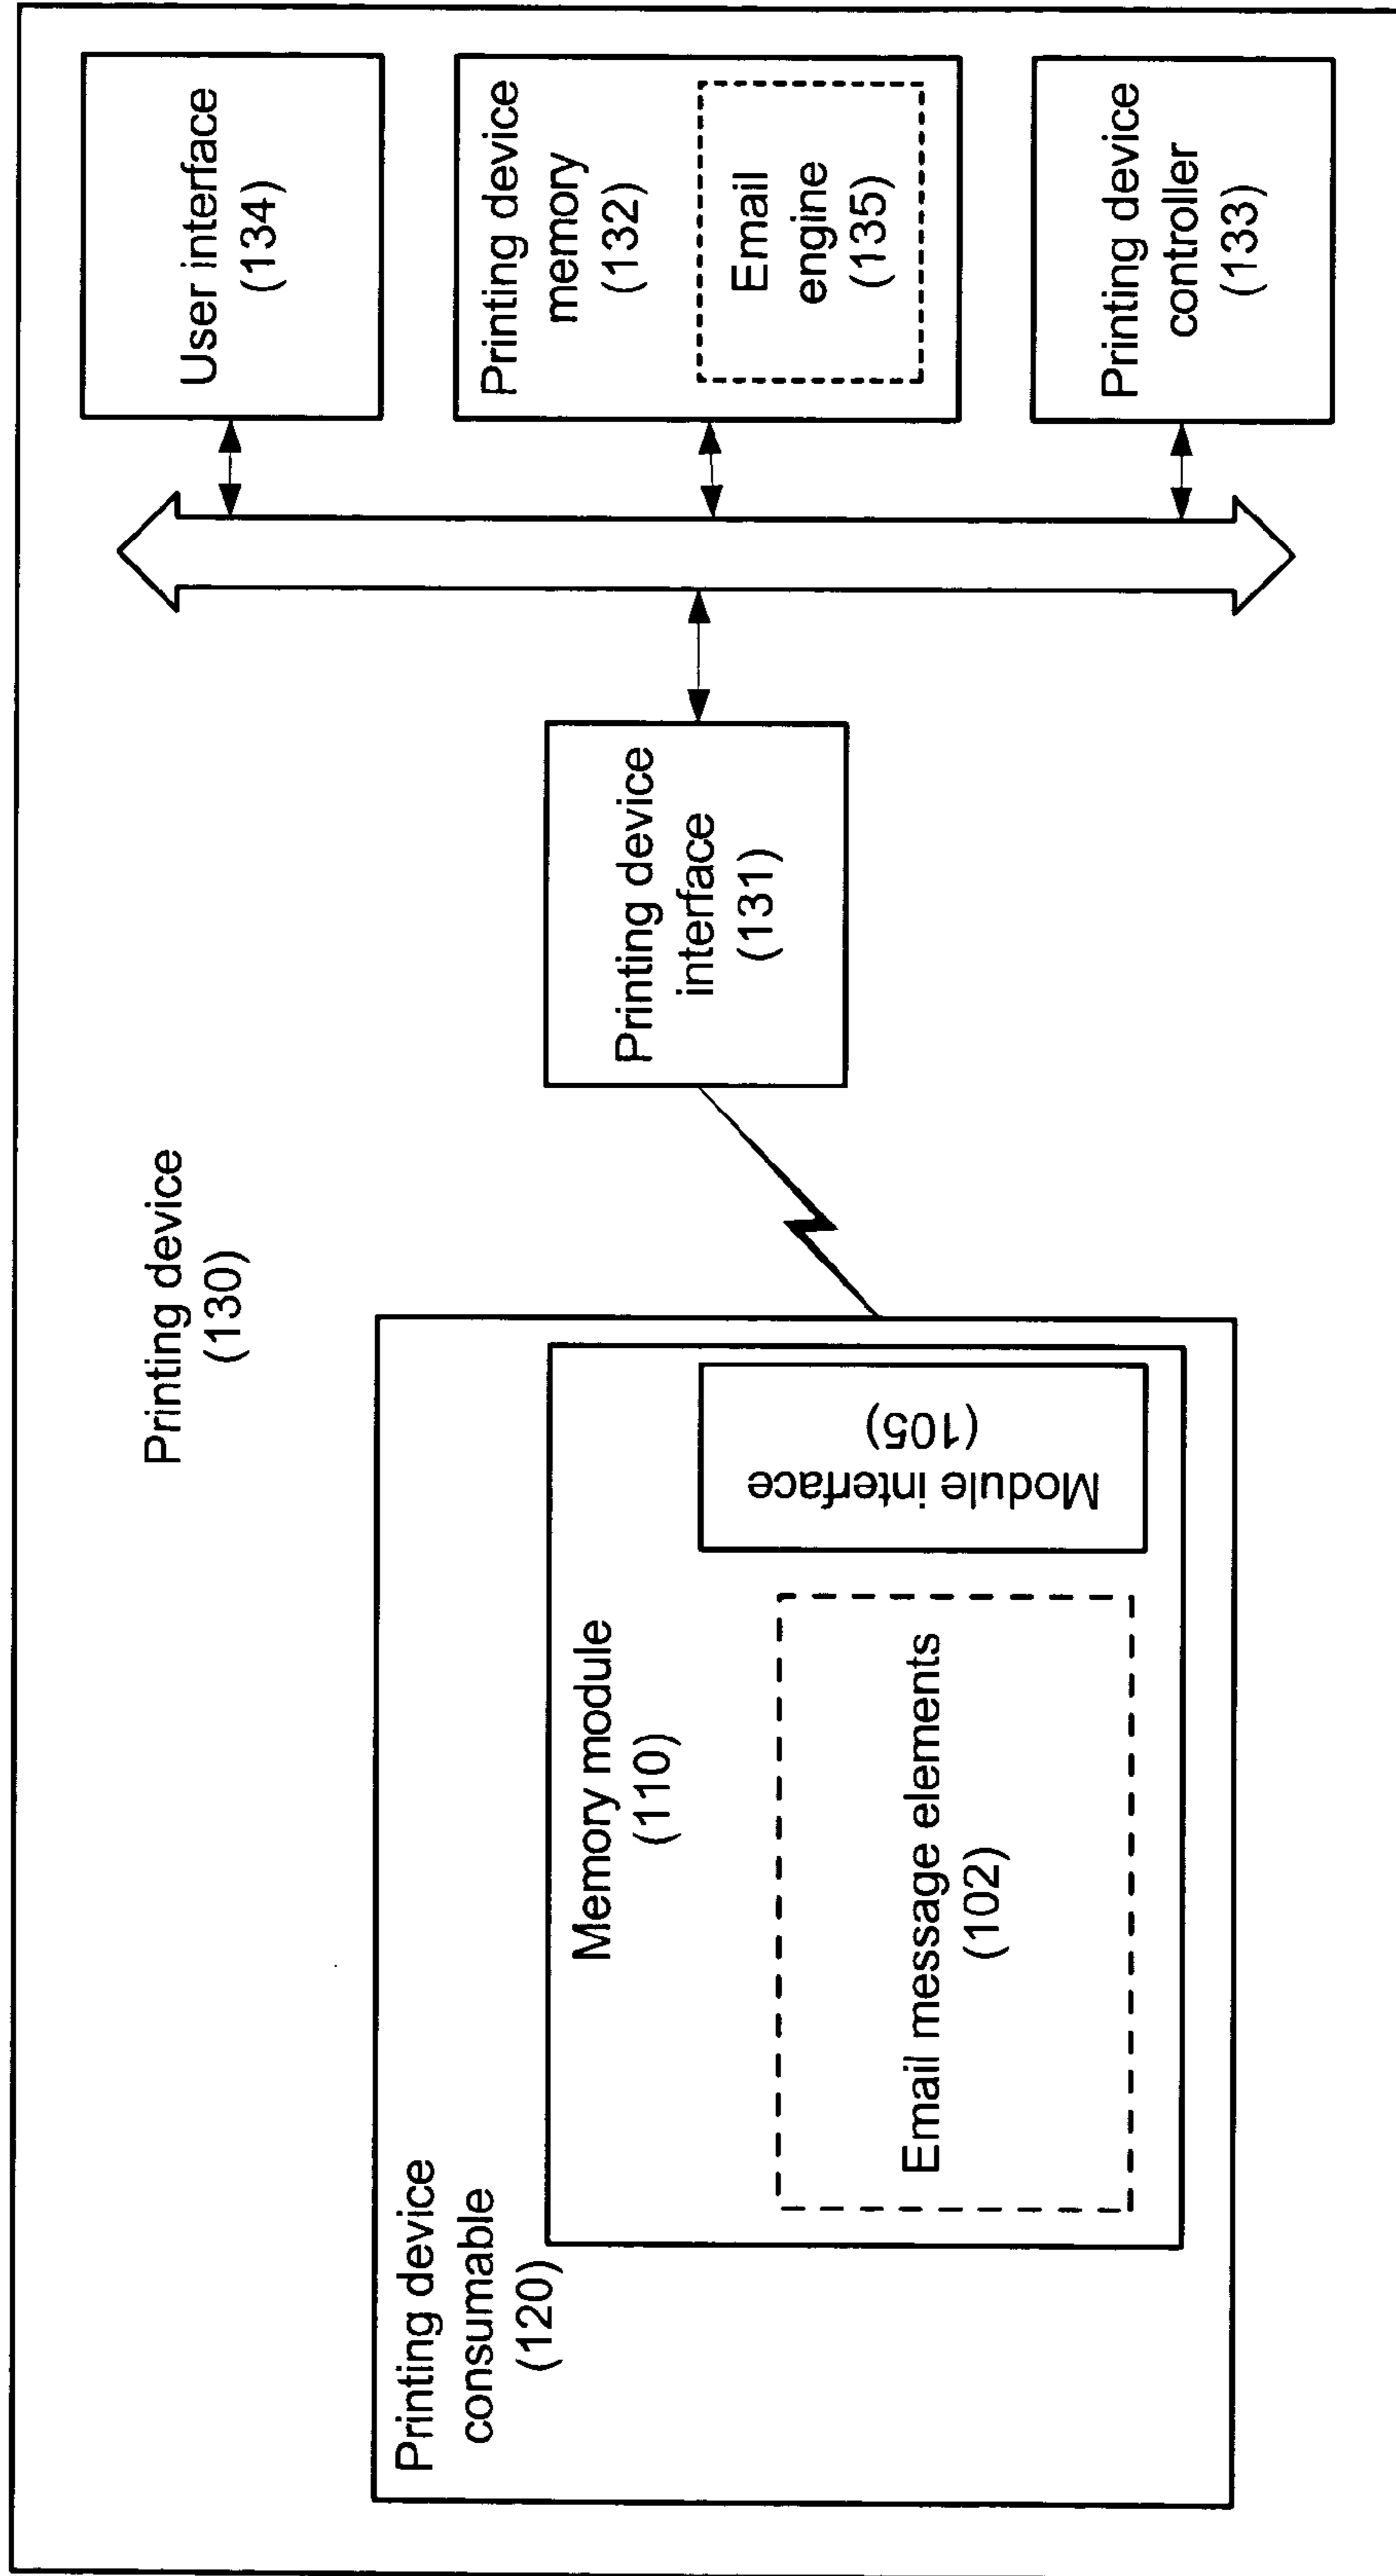 Printing device
(130)
Printing device
consumable
(120)
Memory module
(110)
Email message elements
(102)
Module interface
(105)
Printing device
interface
(131)
User interface
(134)
Printing device
memory
(132)
Email
engine
(135)
Printing device
controller
(133)